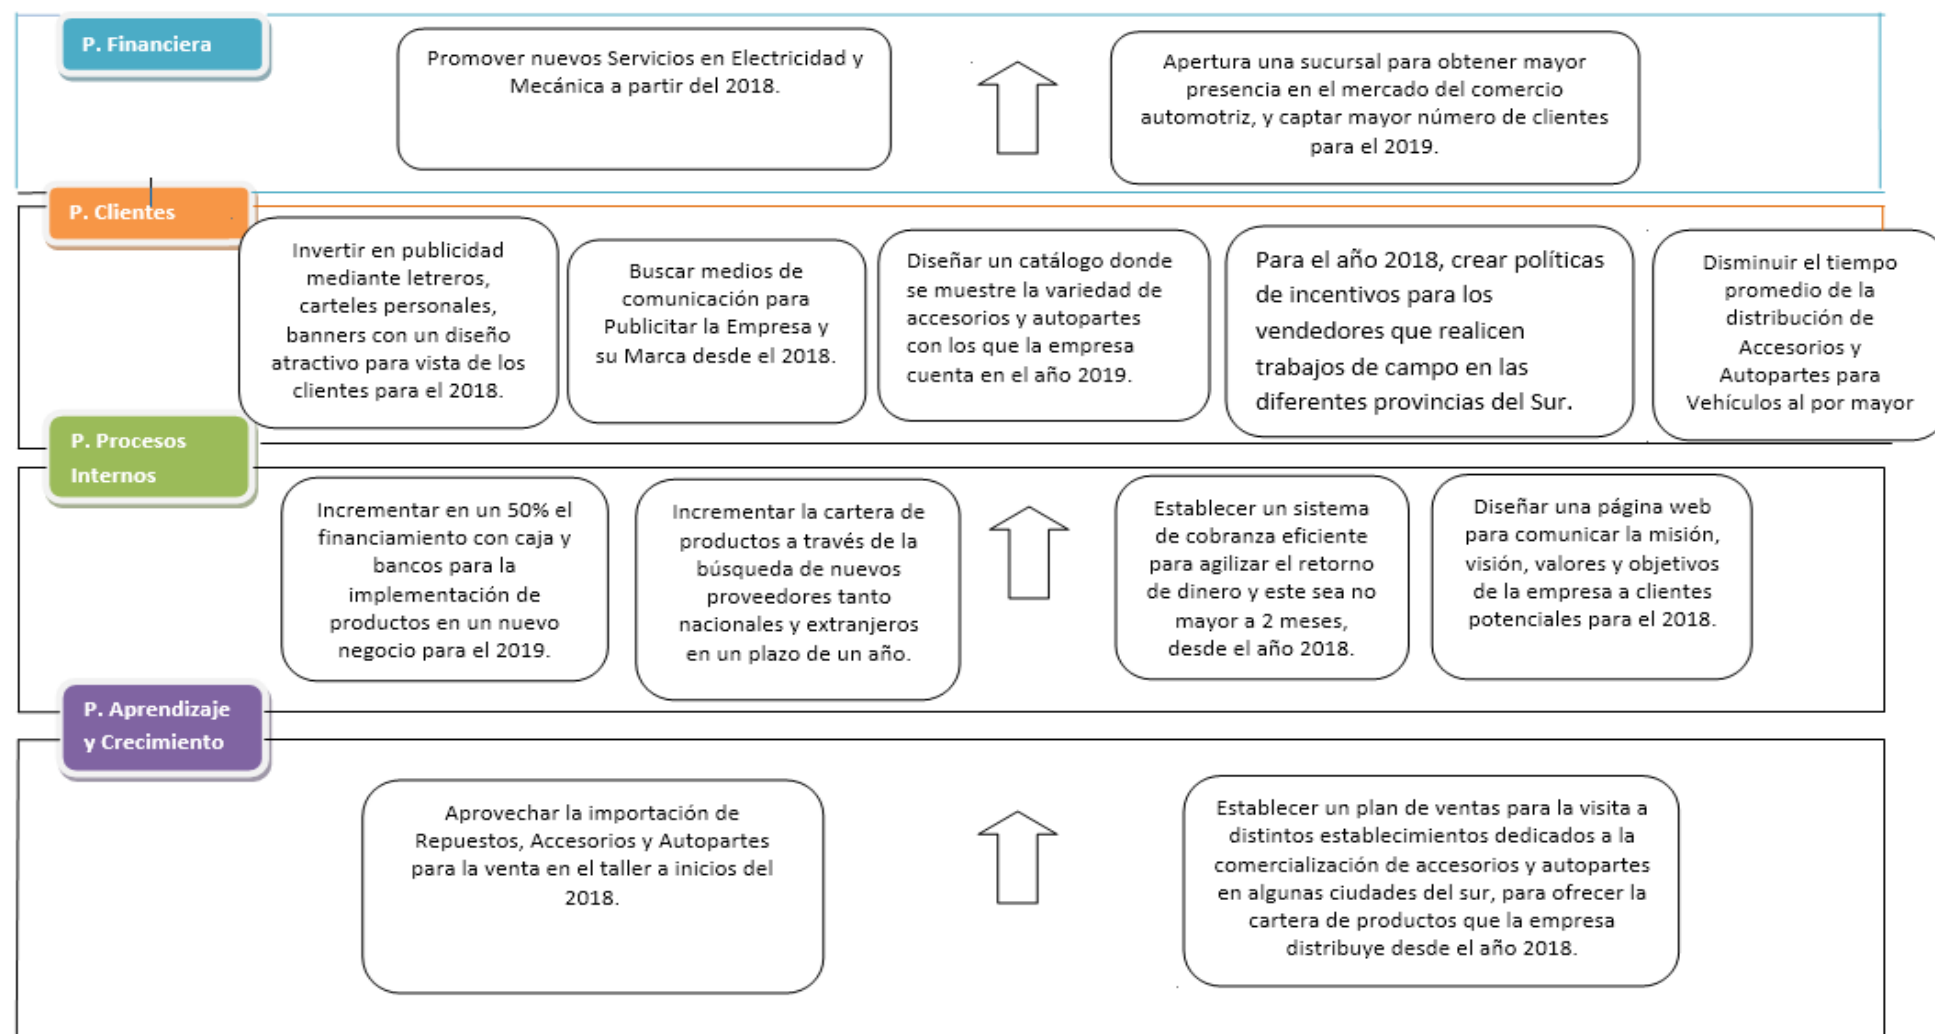 P. Financiera
Promover nuevos Servicios en Electricidad y
Mecánica a partir del 2018.
Apertura una sucursal para obtener mayor
presencia en el mercado del comercio
automotriz, y captar mayor número de clientes
para el 2019.
P. Clientes
Invertir en publicidad
mediante letreros,
carteles personales,
banners con un diseño
atractivo para vista de los
clientes para el 2018.
Buscar medios de
comunicación para
Publicitar la Empresa y
su Marca desde el 2018.
Diseñar un catálogo donde
se muestre la variedad de
accesorios y autopartes
con los que la empresa
cuenta en el año 2019.
Para el año 2018, crear políticas
de incentivos para los
vendedores que realicen
trabajos de campo en las
diferentes provincias del Sur.
Disminuir el tiempo
promedio de la
distribución de
Accesorios y
Autopartes para
Vehículos al por mayor
P. Procesos
Internos
Incrementar en un 50% el
financiamiento con caja y
bancos para la
implementación de
productos en un nuevo
negocio para el 2019.
Incrementar la cartera de
productos a través de la
búsqueda de nuevos
proveedores tanto
nacionales y extranjeros
en un plazo de un año.
Establecer un sistema
de cobranza eficiente
para agilizar el retorno
de dinero y este sea no
mayor a 2 meses,
desde el año 2018.
Diseñar una página web
para comunicar la misión,
visión, valores y objetivos
de la empresa a clientes
potenciales para el 2018.
P. Aprendizaje
y Crecimiento
Aprovechar la importación de
Repuestos, Accesorios y Autopartes
para la venta en el taller a inicios del
2018.
Establecer un plan de ventas para la visita a
distintos establecimientos dedicados a la
comercialización de accesorios y autopartes
en algunas ciudades del sur, para ofrecer la
cartera de productos que la empresa
distribuye desde el año 2018.